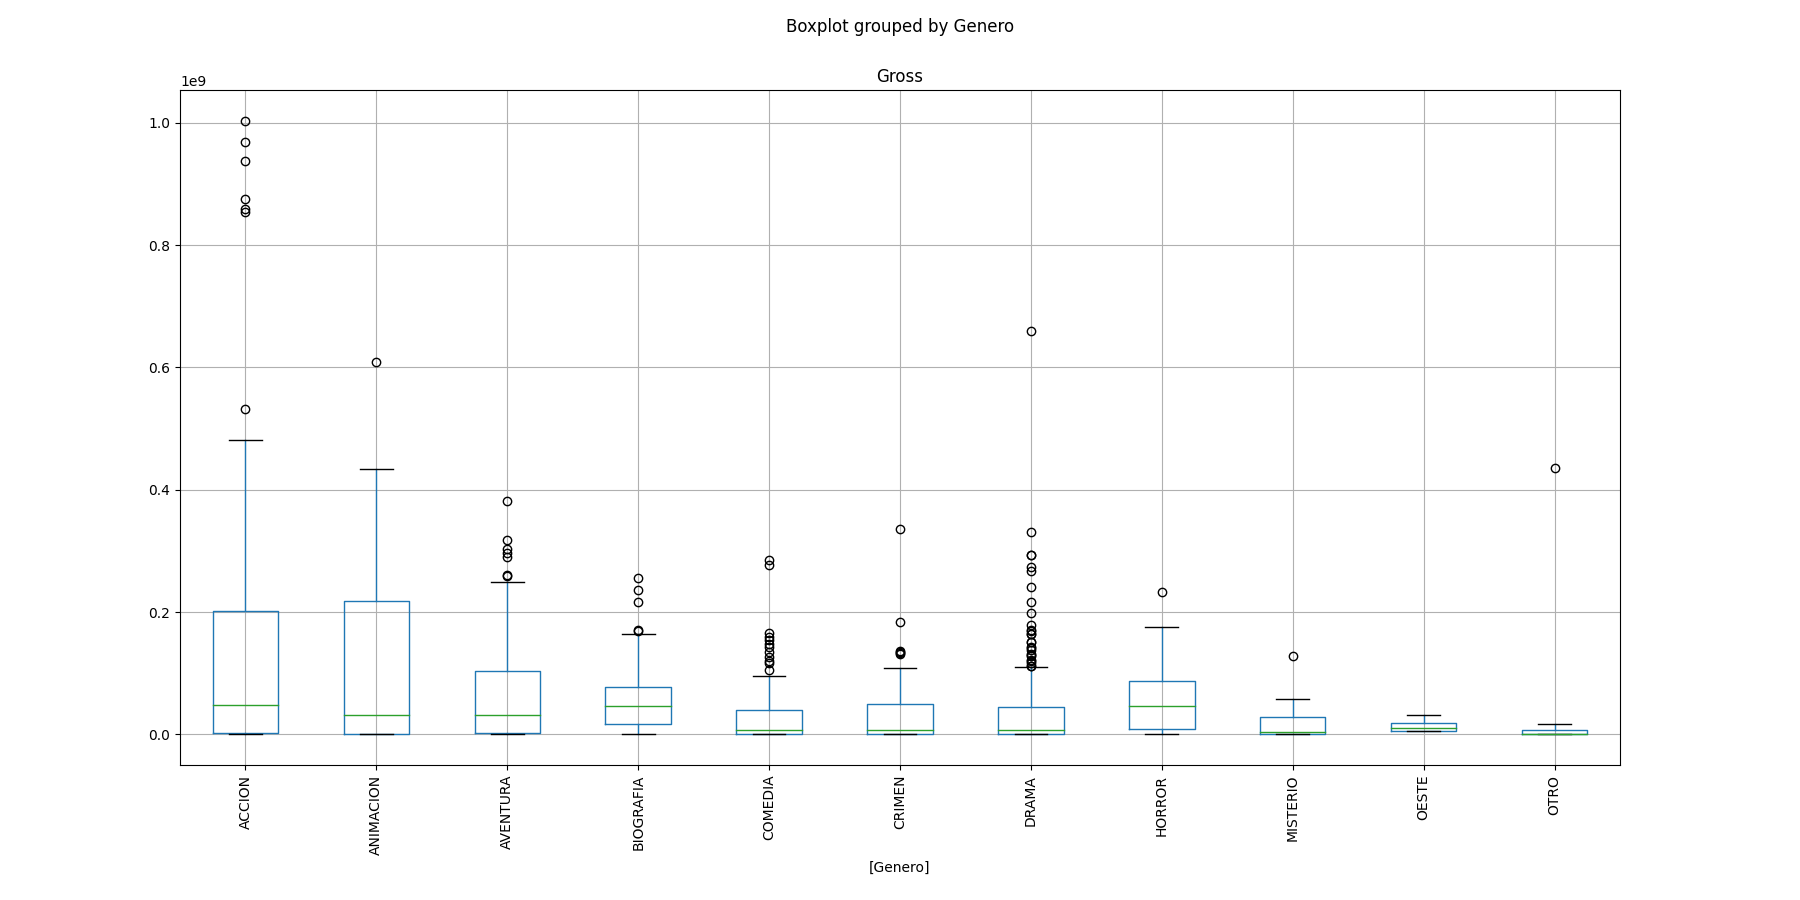 Boxplot grouped by Genero
Gross
1e9
1.0
0.8
0.6
0.4
0.2
0.0
ACCION
ANIMACION
AVENTURA
BIOGRAFIA
COMEDIA
CRIMEN
DRAMA
HORROR
MISTERIO
OESTE
OTRO
[Genero]